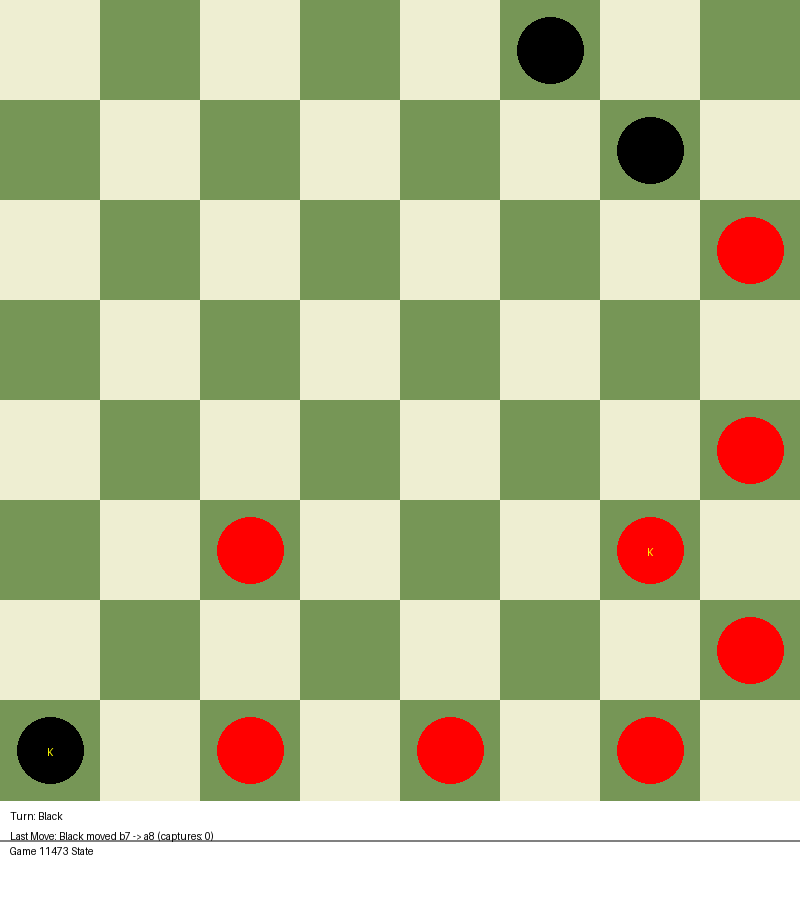 K
K
Turn: Black
Last Move: Black moved b7 -> a8 (captures: 0)
Game 11473 State